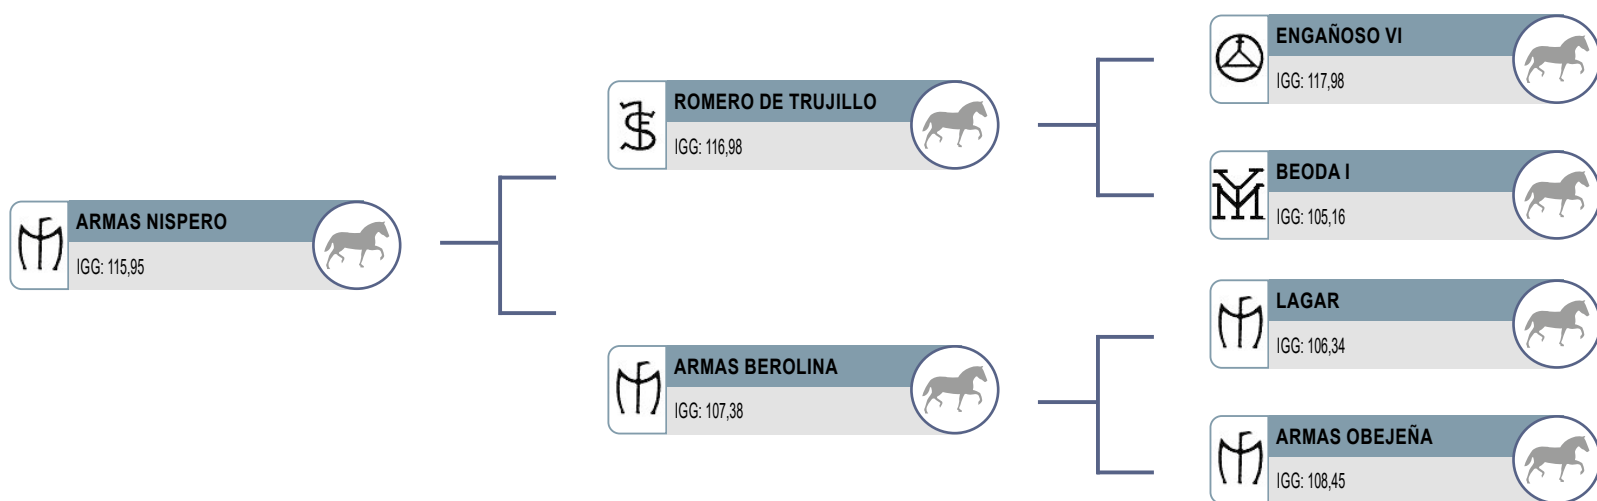 ENGAÑOSO VI
IGG: 117,98
ROMERO DE TRUJILLO
IGG: 116,98
BEODA I
IGG: 105,16
ARMAS NISPERO
IGG: 115,95
LAGAR
IGG: 106,34
ARMAS BEROLINA
IGG: 107,38
ARMAS OBEJEÑA
IGG: 108,45